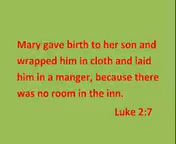 Mary gave birth to her son and
wrapped him in cloth and laid
him in a manger, because there
was no room in the inn.
Luke 2:7